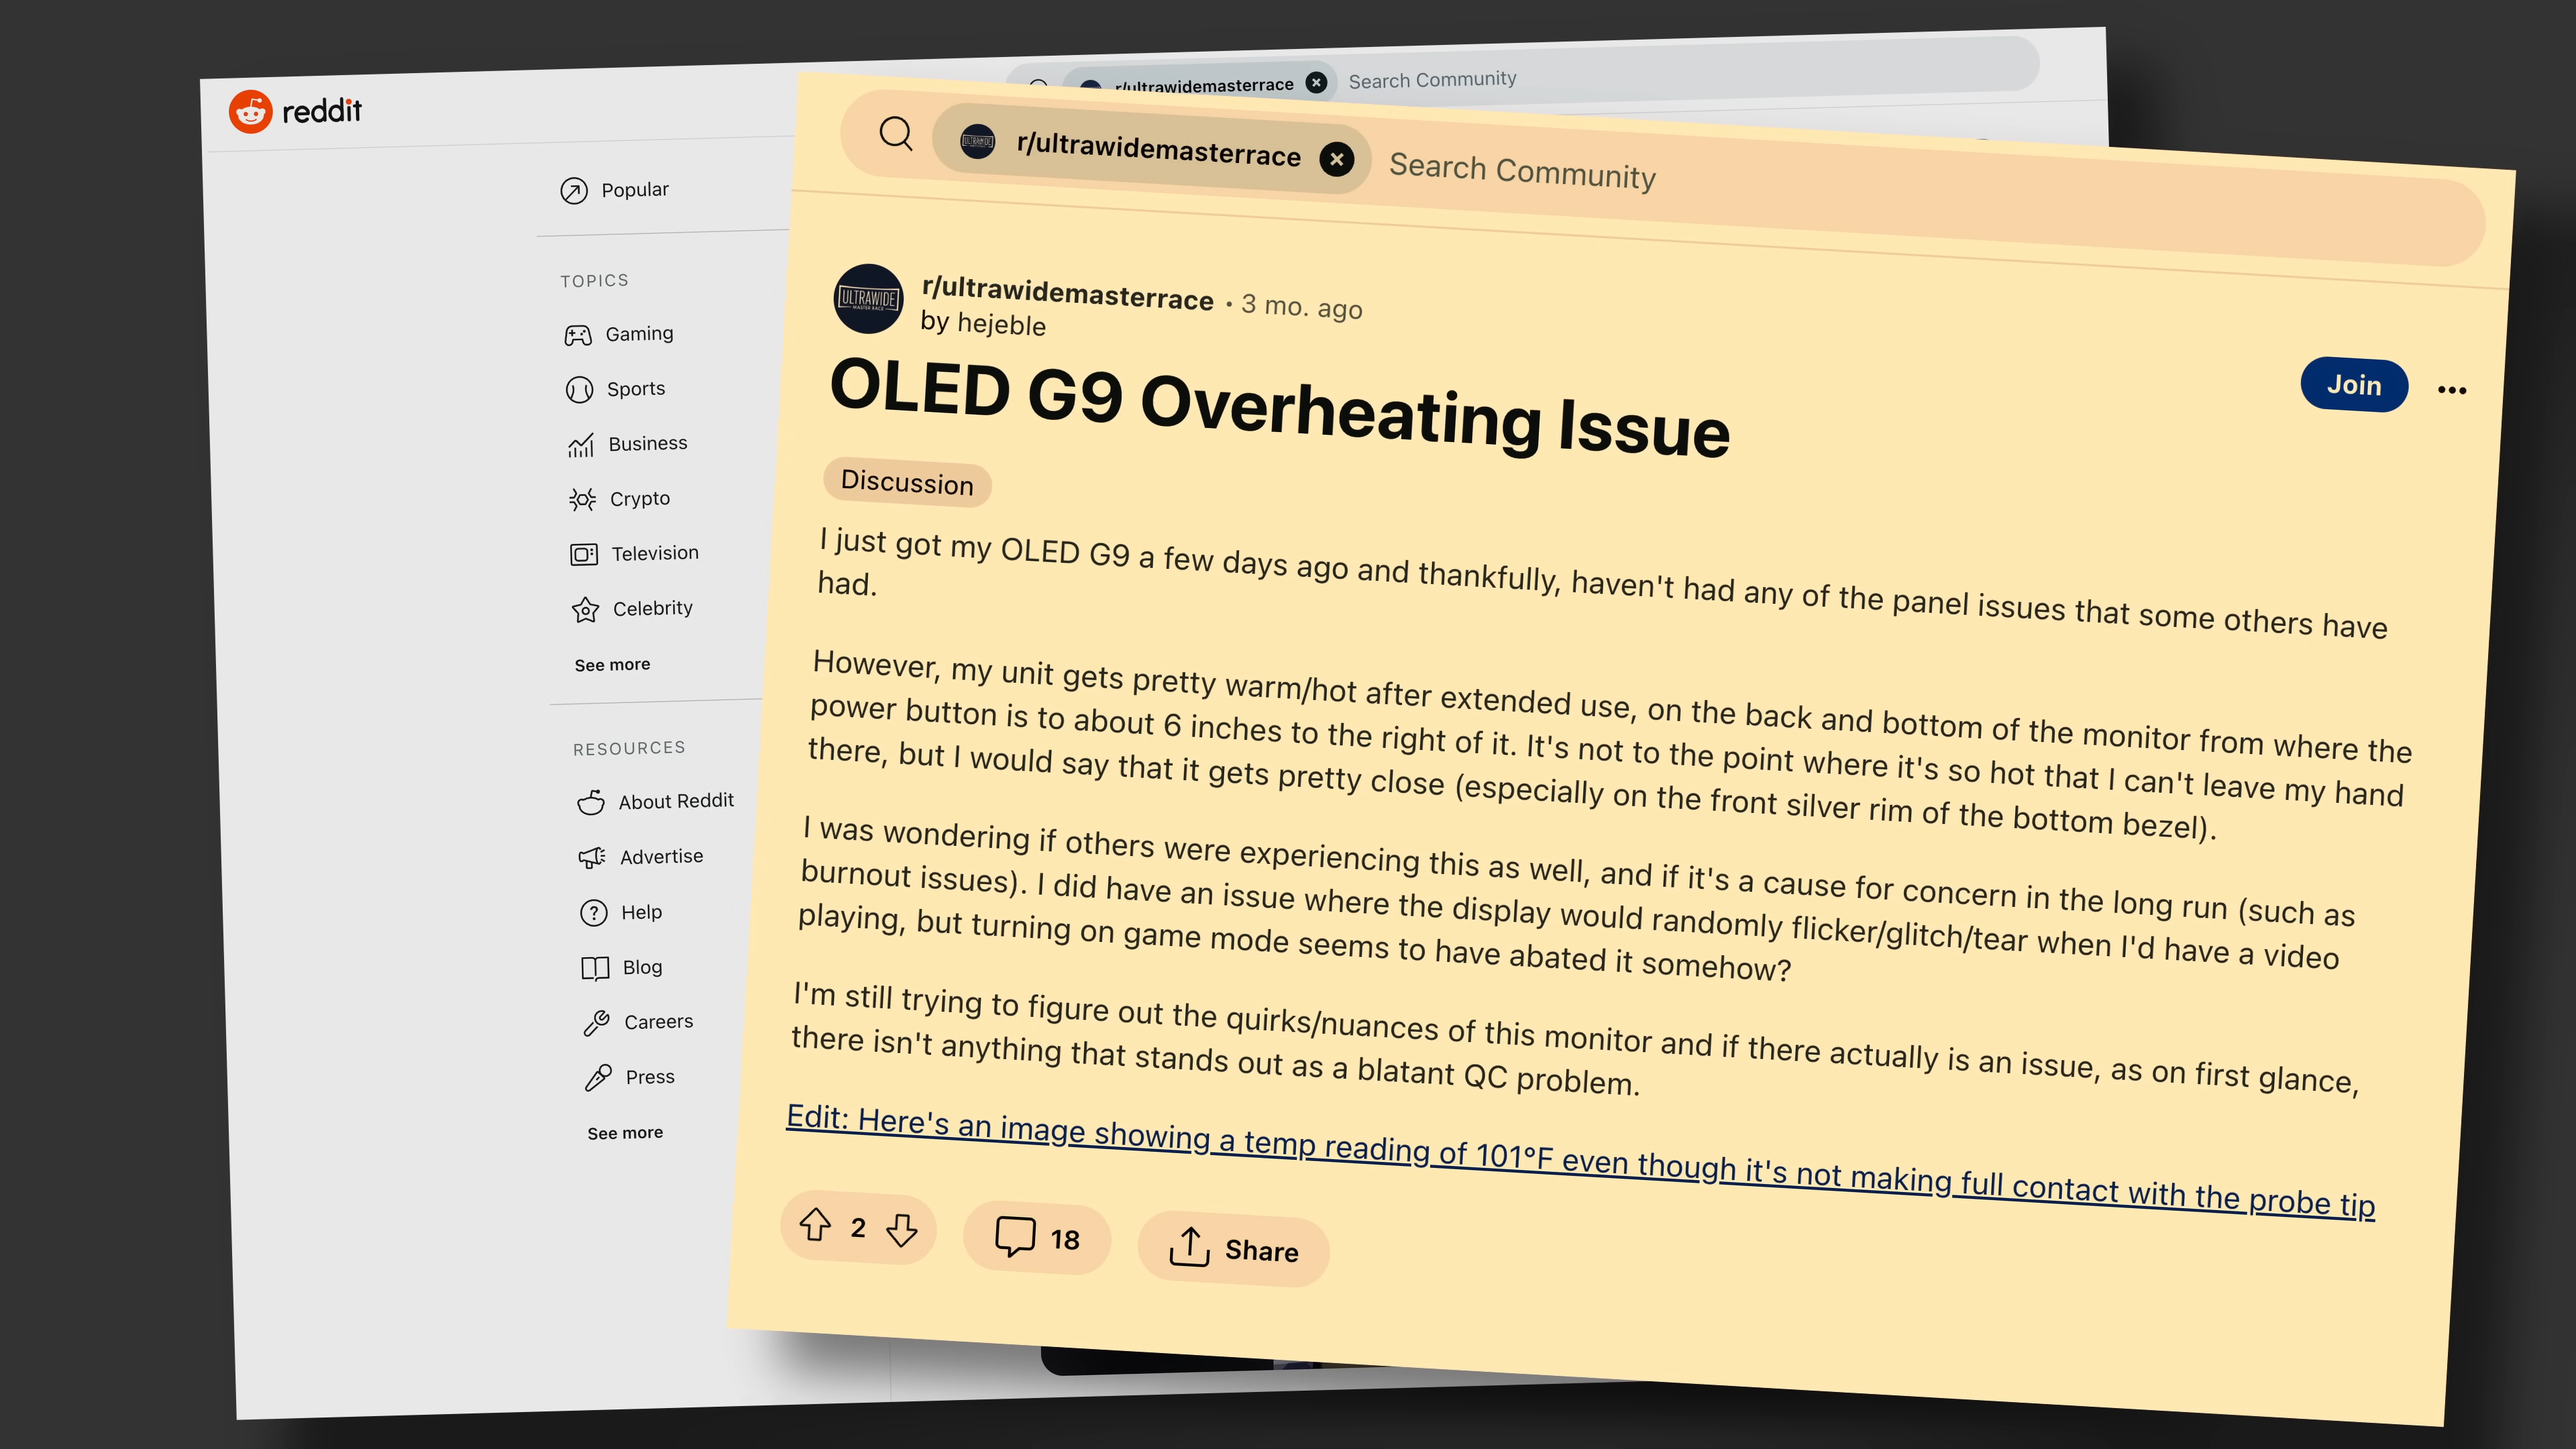 reddit
r/ultrawidemasterrace Search Community
Popular
TOPICS
Gaming
Sports
Business
Crypto
Television
Celebrity
See more
RESOURCES
About Reddit
Advertise
Help
Blog
Careers
Press
See more
r/ultrawidemasterrace Search Community
ULTRAWIDE
MASTER RACE
r/ultrawidemasterrace • 3 mo. ago
by hejeble
Join
OLED G9 Overheating Issue
Discussion
I just got my OLED G9 a few days ago and thankfully, haven't had any of the panel issues that some others have
had.
However, my unit gets pretty warm/hot after extended use, on the back and bottom of the monitor from where the
power button is to about 6 inches to the right of it. It's not to the point where it's so hot that I can't leave my hand
there, but I would say that it gets pretty close (especially on the front silver rim of the bottom bezel).
I was wondering if others were experiencing this as well, and if it's a cause for concern in the long run (such as
burnout issues). I did have an issue where the display would randomly flicker/glitch/tear when I'd have a video
playing, but turning on game mode seems to have abated it somehow?
I'm still trying to figure out the quirks/nuances of this monitor and if there actually is an issue, as on first glance,
there isn't anything that stands out as a blatant QC problem.
Edit: Here's an image showing a temp reading of 101°F even though it's not making full contact with the probe tip
2
18
Share